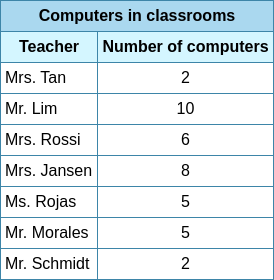 Computers in classrooms
Teacher Number of computers
Mrs. Tan 2
Mr. Lim 10
Mrs. Rossi 6
Mrs. Jansen 8
Ms. Rojas 5
Mr. Morales 5
Mr. Schmidt 2